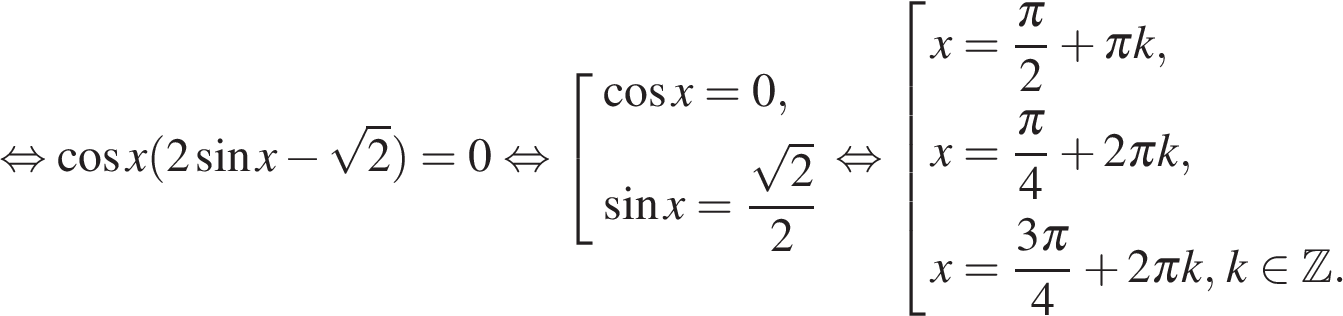 ⇔ cos x(2 sin x − √2) = 0 ⇔ [ cos x = 0, sin x = √2/2 ⇔ [ x = π/2 + πk, x = π/4 + 2πk, x = 3π/4 + 2πk, k ∈ ℤ.